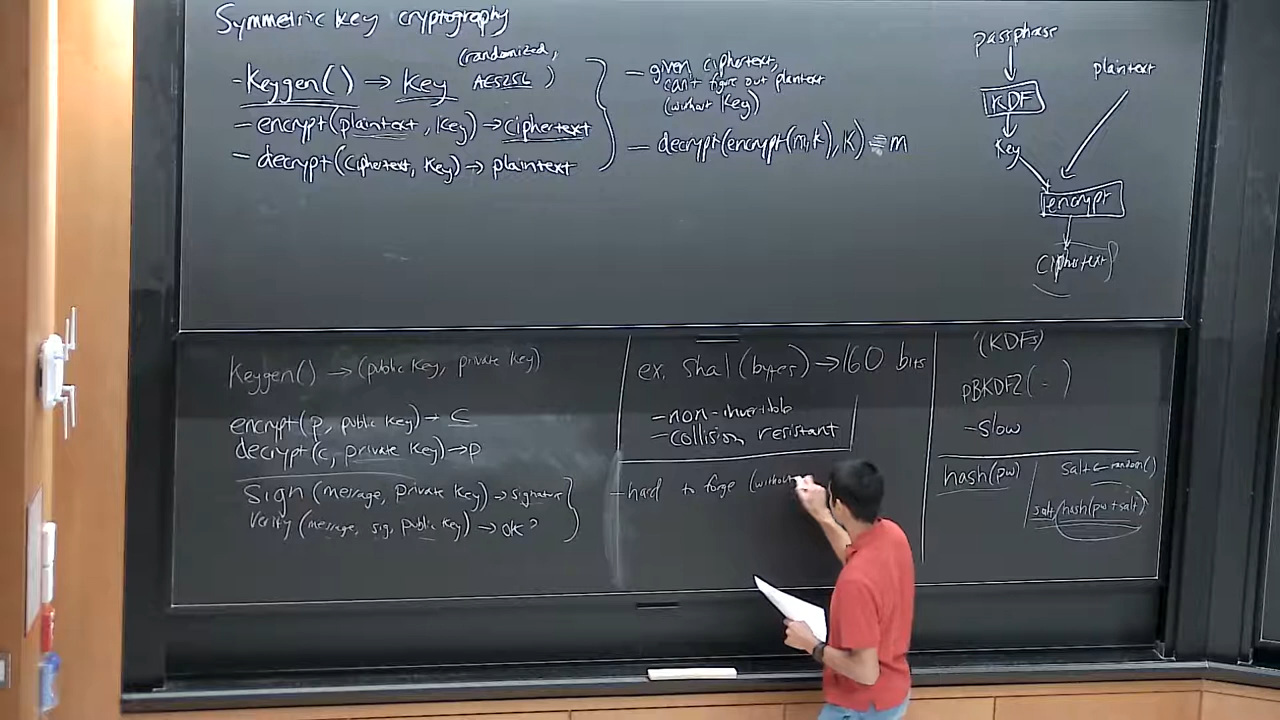 Symmetric key cryptography
(randomized,
- Keygen() → Key AES256 )
- encrypt(plaintext, Key) → ciphertext
- decrypt(ciphertext, Key) → plaintext
- given ciphertext,
can't figure out plaintext
(without Key)
- decrypt(encrypt(m,k), K) = m
passphase
KDF
Key
plaintext
encrypt
ciphertext
Keygen() → (public Key, private Key)
encrypt(p, public Key) → c
decrypt(c, private Key) → p
Sign (message, private Key) → signature
Verify (message, sig, public Key) → ok?
ex. Sha1 (bytes) → 160 bits
- non-invertible
- collision resistant
- hard to forge (without
(KDFs)
PBKDF2( )
- slow
hash(pw)
salt ← random()
salt, hash(pw+salt)